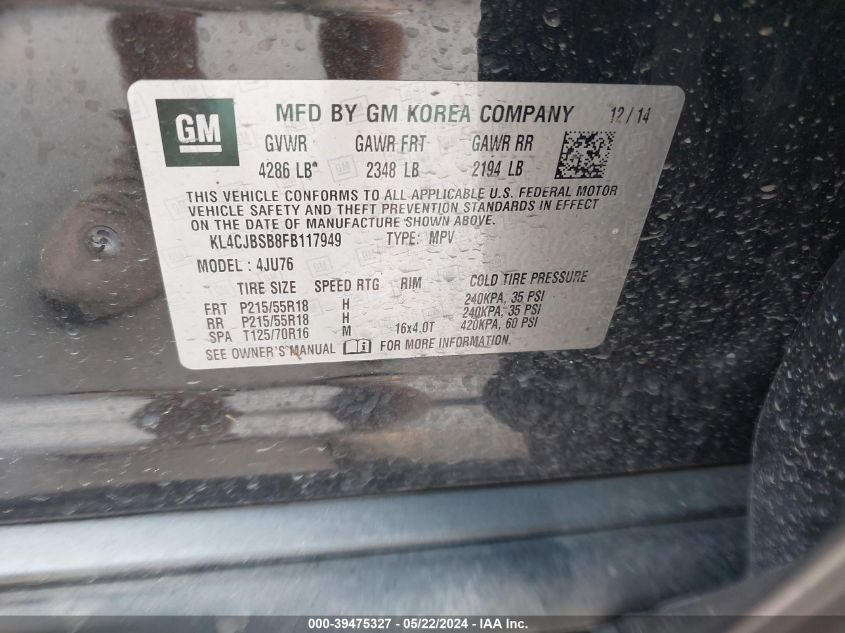 GM
MFD BY GM KOREA COMPANY 12/14
GVWR GAWR FRT GAWR RR
4286 LB* 2348 LB 2194 LB
THIS VEHICLE CONFORMS TO ALL APPLICABLE U.S. FEDERAL MOTOR
VEHICLE SAFETY AND THEFT PREVENTION STANDARDS IN EFFECT
ON THE DATE OF MANUFACTURE SHOWN ABOVE.
KL4CJBSB8FB117949 TYPE: MPV
MODEL : 4JU76
TIRE SIZE SPEED RTG RIM COLD TIRE PRESSURE
FRT P215/55R18 H 240KPA, 35 PSI
RR P215/55R18 H 240KPA, 35 PSI
SPA T125/70R16 M 16x4.0T 420KPA, 60 PSI
SEE OWNER'S MANUAL FOR MORE INFORMATION.
000-39475327 - 05/22/2024 - IAA Inc.